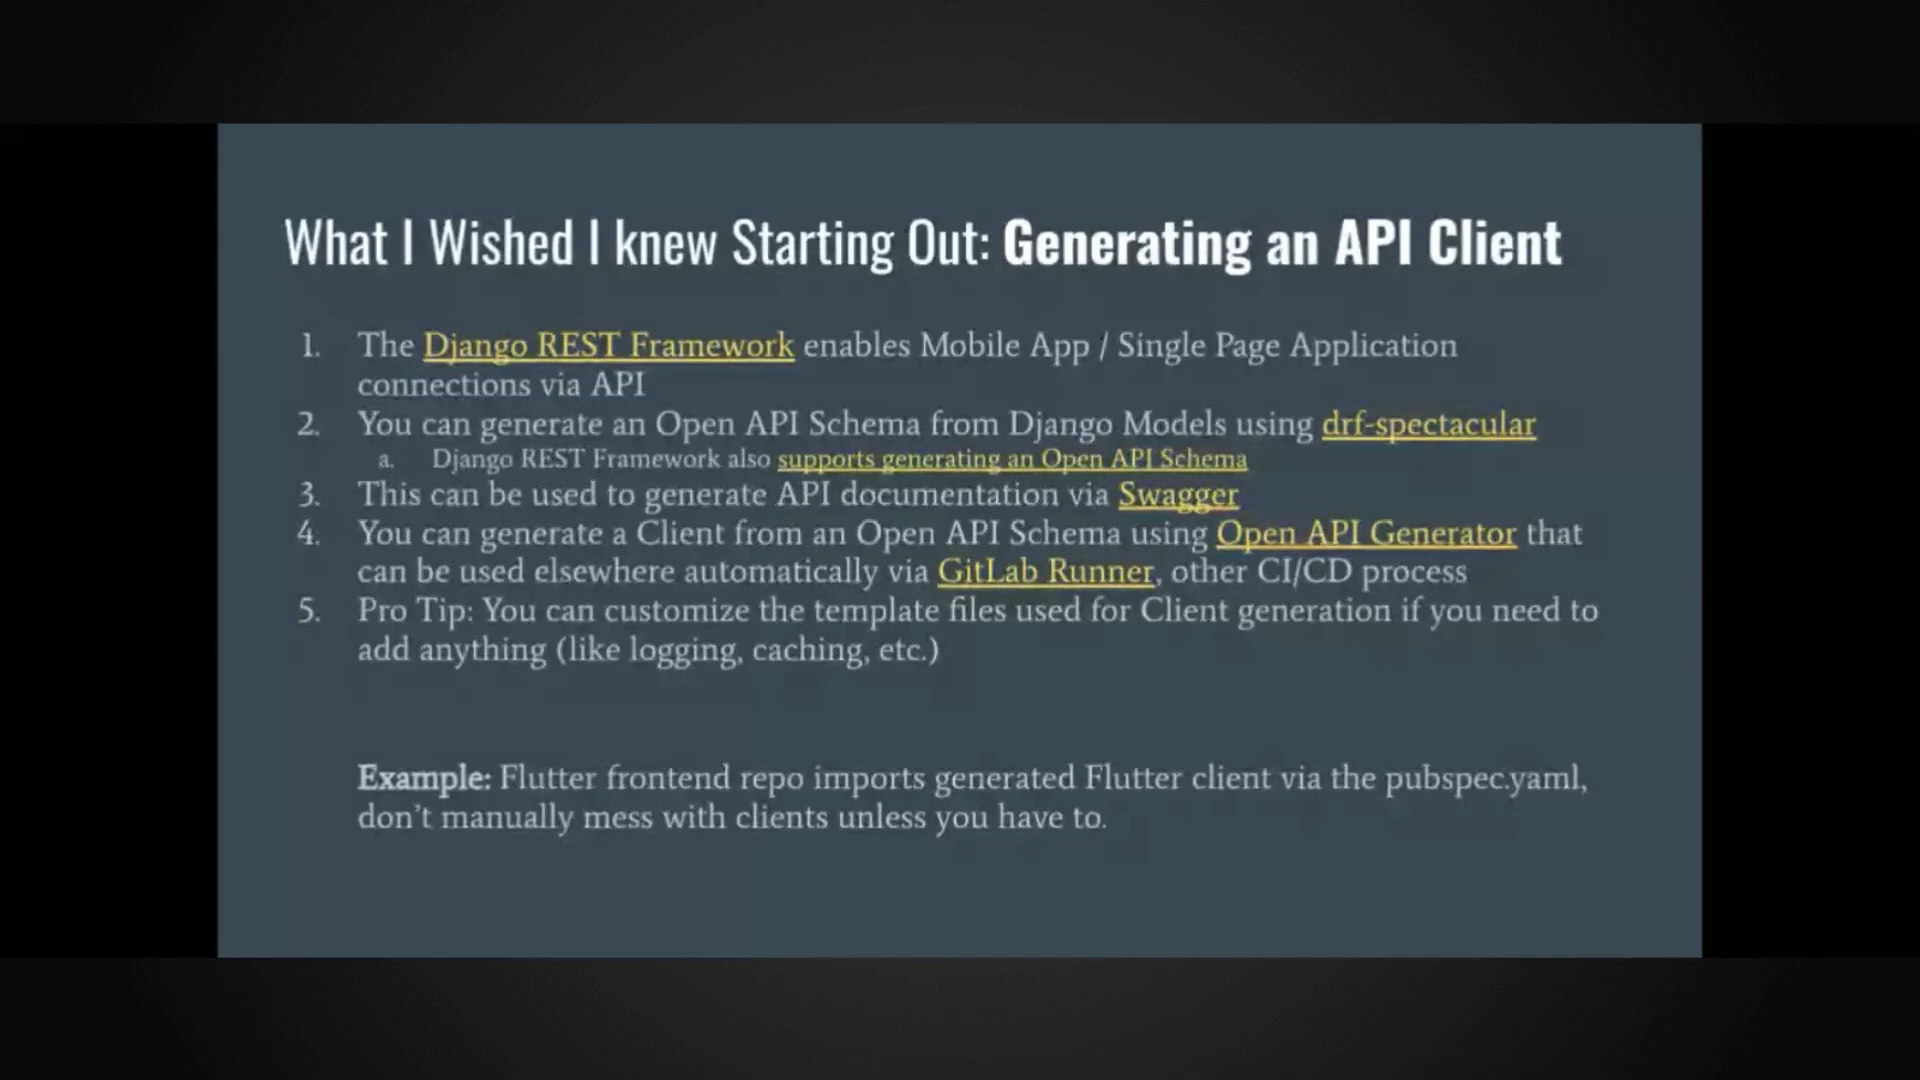 What I Wished I knew Starting Out: Generating an API Client
1. The Django REST Framework enables Mobile App / Single Page Application
connections via API
2. You can generate an Open API Schema from Django Models using drf-spectacular
a. Django REST Framework also supports generating an Open API Schema
3. This can be used to generate API documentation via Swagger
4. You can generate a Client from an Open API Schema using Open API Generator that
can be used elsewhere automatically via GitLab Runner, other CI/CD process
5. Pro Tip: You can customize the template files used for Client generation if you need to
add anything (like logging, caching, etc.)
Example: Flutter frontend repo imports generated Flutter client via the pubspec.yaml,
don't manually mess with clients unless you have to.